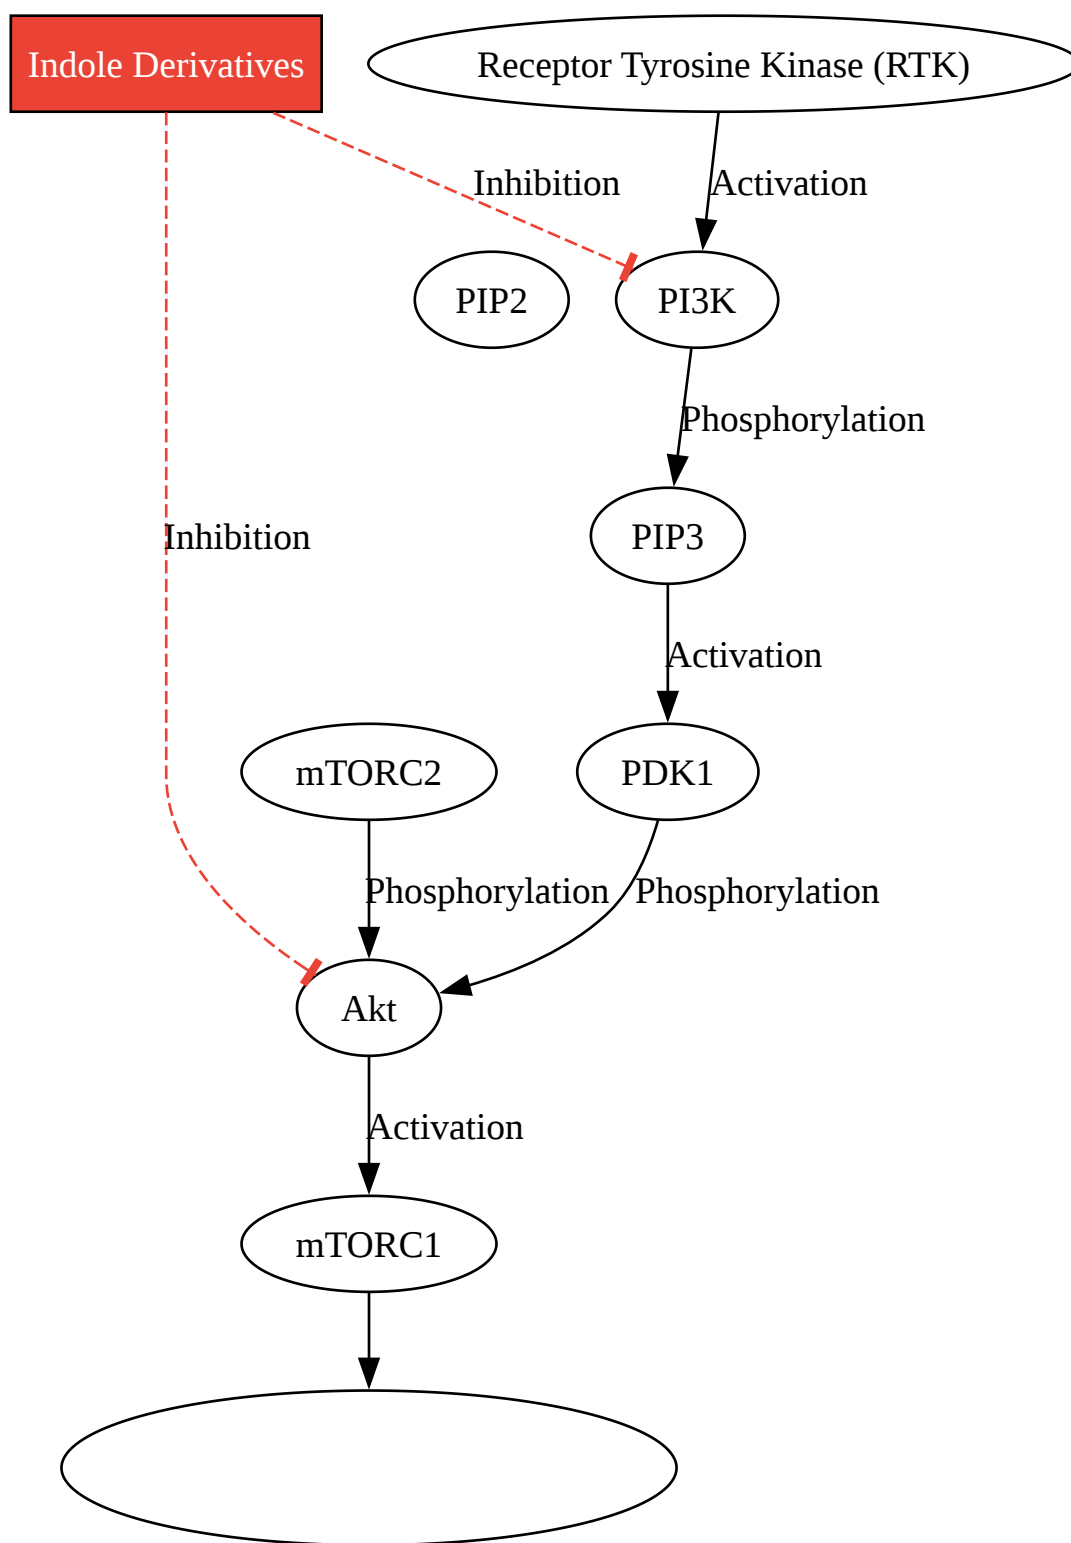 Indole Derivatives
Receptor Tyrosine Kinase (RTK)
Inhibition
Activation
PIP2
PI3K
Phosphorylation
PIP3
Inhibition
Activation
mTORC2
PDK1
Phosphorylation
Phosphorylation
Akt
Activation
mTORC1